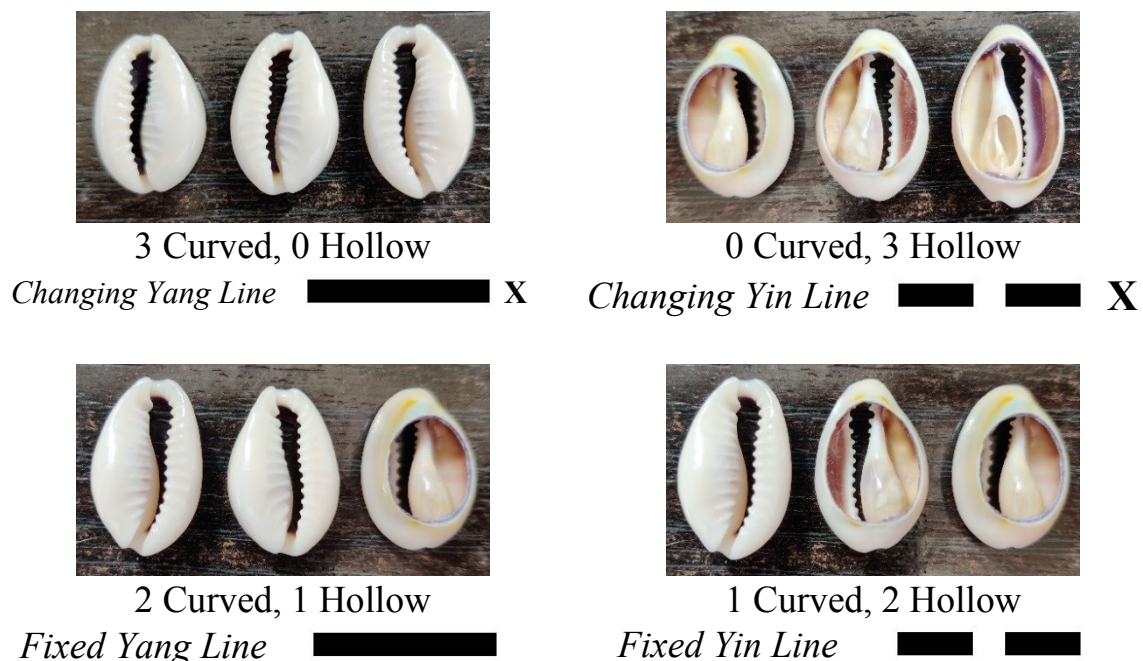 3 Curved, 0 Hollow
Changing Yang Line X
0 Curved, 3 Hollow
Changing Yin Line X
2 Curved, 1 Hollow
Fixed Yang Line
1 Curved, 2 Hollow
Fixed Yin Line